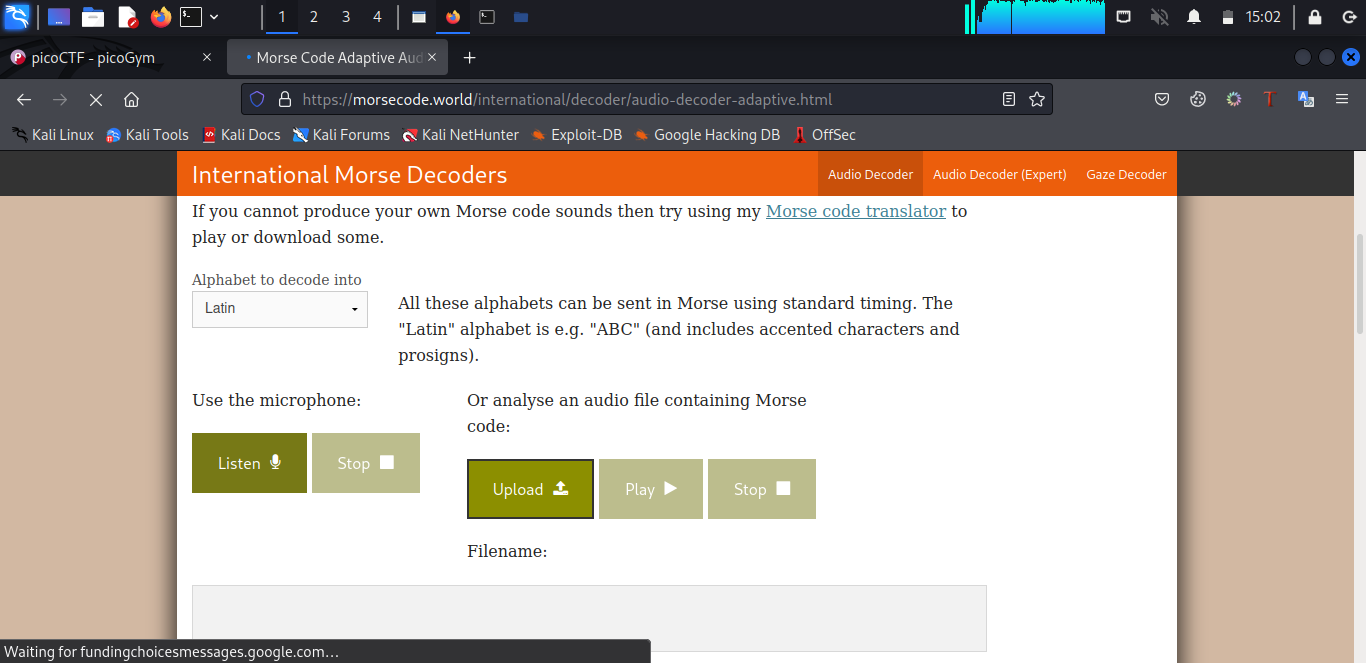 1 2 3 4 15:02
picoCTF - picoGym Morse Code Adaptive Aud
https://morsecode.world/international/decoder/audio-decoder-adaptive.html
Kali Linux Kali Tools Kali Docs Kali Forums Kali NetHunter Exploit-DB Google Hacking DB OffSec
International Morse Decoders Audio Decoder Audio Decoder (Expert) Gaze Decoder
If you cannot produce your own Morse code sounds then try using my Morse code translator to
play or download some.
Alphabet to decode into
Latin
All these alphabets can be sent in Morse using standard timing. The
"Latin" alphabet is e.g. "ABC" (and includes accented characters and
prosigns).
Use the microphone:
Listen Stop
Or analyse an audio file containing Morse
code:
Upload Play Stop
Filename:
Waiting for fundingchoicesmessages.google.com…